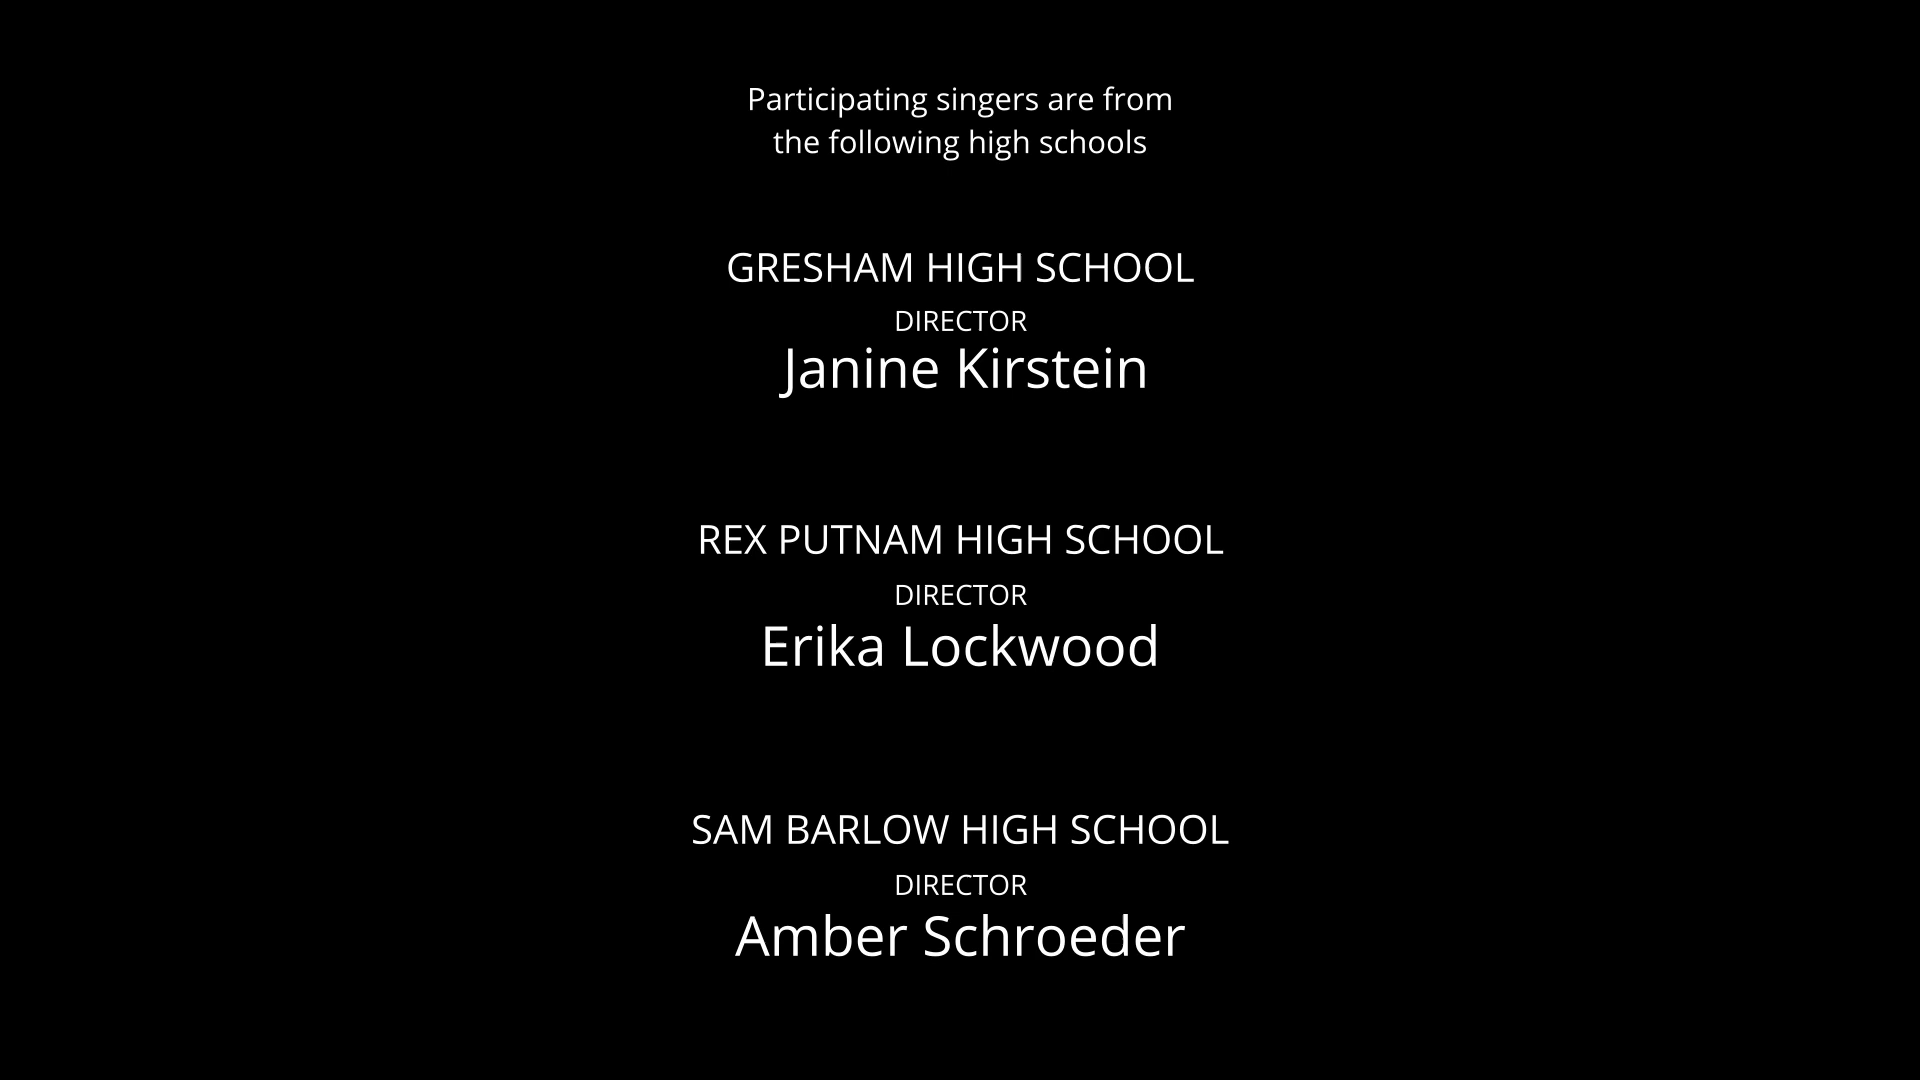 Participating singers are from
the following high schools
GRESHAM HIGH SCHOOL
DIRECTOR
Janine Kirstein
REX PUTNAM HIGH SCHOOL
DIRECTOR
Erika Lockwood
SAM BARLOW HIGH SCHOOL
DIRECTOR
Amber Schroeder